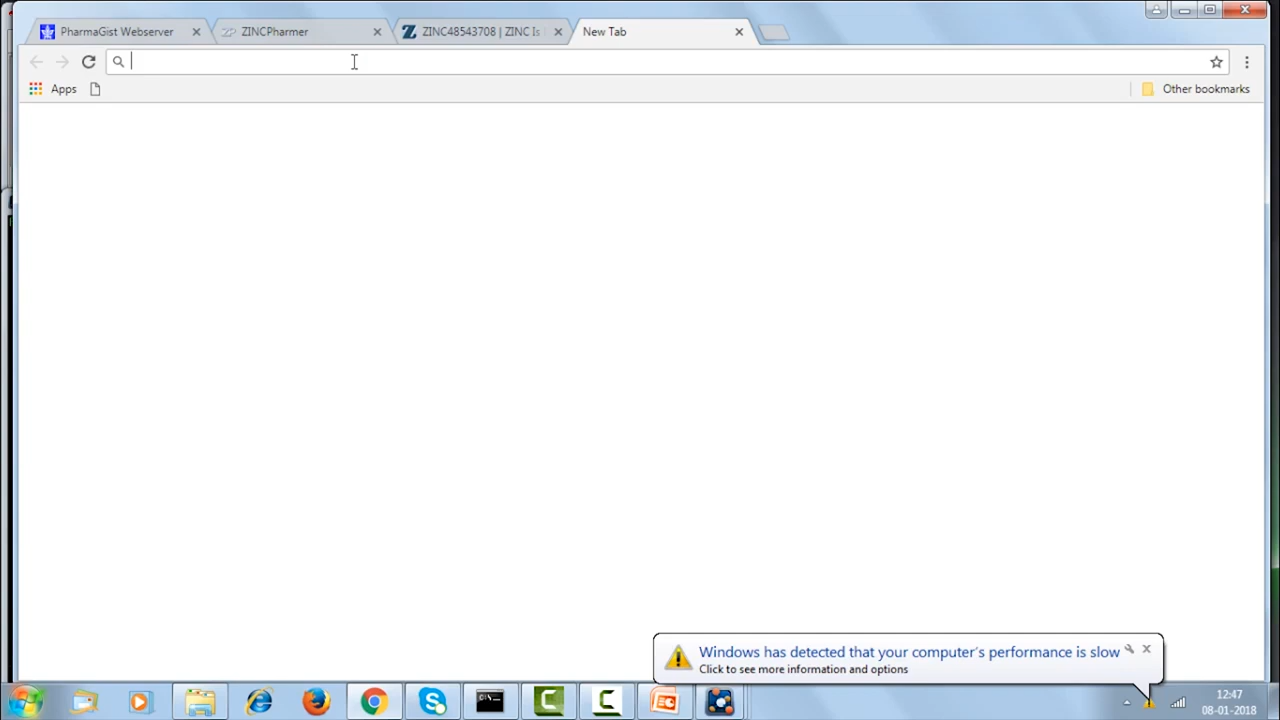 PharmaGist Webserver
ZINCPharmer
ZINC48543708 | ZINC Is
New Tab
Apps
Other bookmarks
Windows has detected that your computer's performance is slow
Click to see more information and options
12:47
08-01-2018